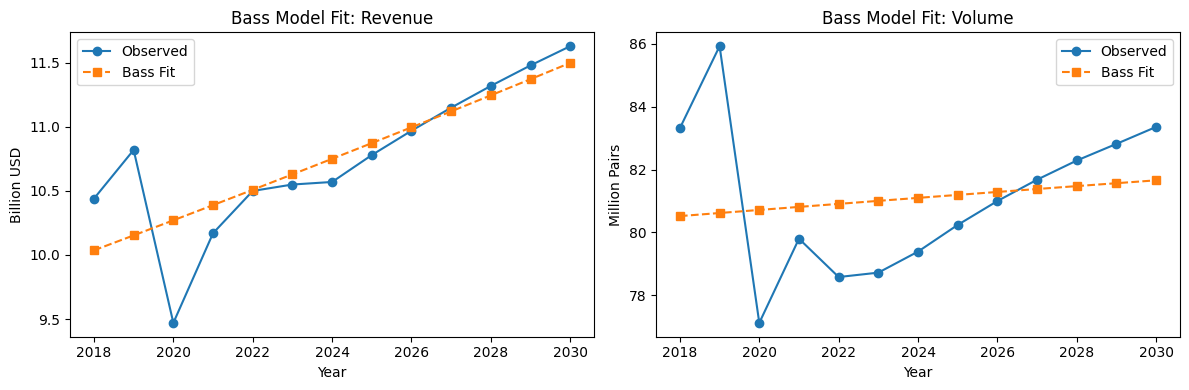 Bass Model Fit: Revenue
Observed
Bass Fit
Billion USD
11.5
11.0
10.5
10.0
9.5
2018 2020 2022 2024 2026 2028 2030
Year
Bass Model Fit: Volume
Observed
Bass Fit
Million Pairs
86
84
82
80
78
2018 2020 2022 2024 2026 2028 2030
Year